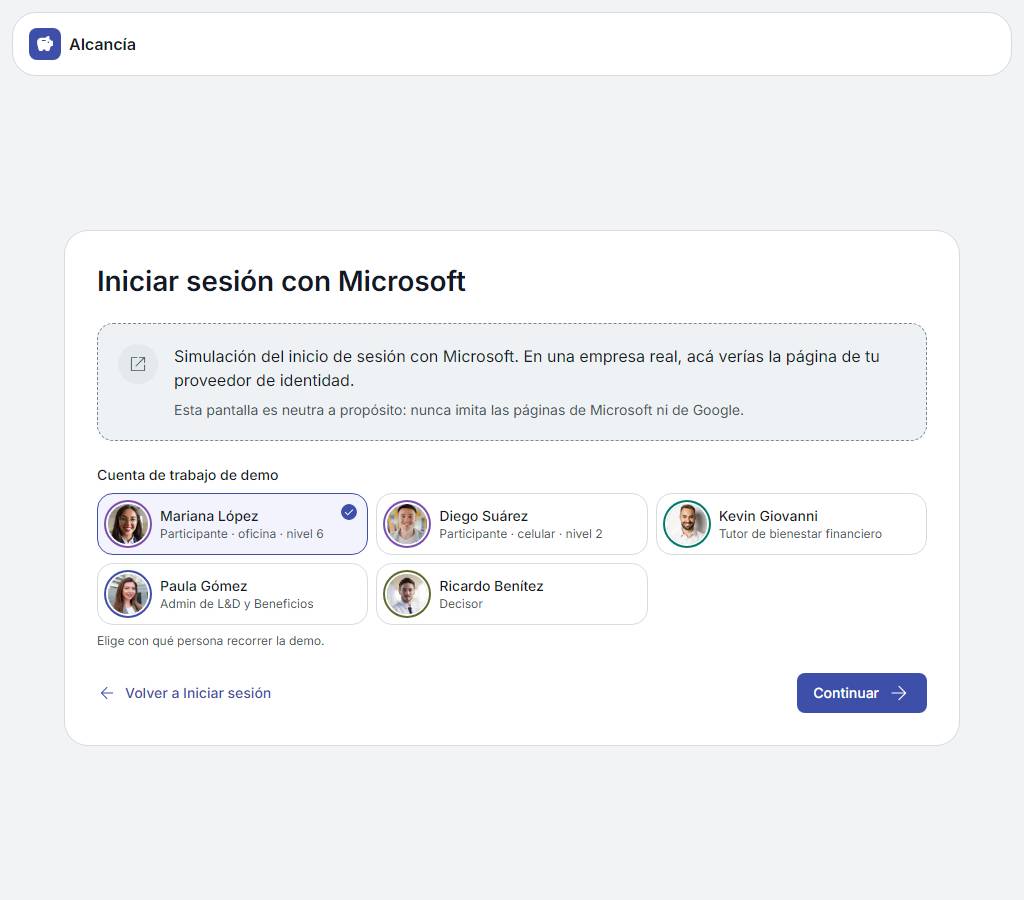 Alcancía
Iniciar sesión con Microsoft
Simulación del inicio de sesión con Microsoft. En una empresa real, acá verías la página de tu
proveedor de identidad.
Esta pantalla es neutra a propósito: nunca imita las páginas de Microsoft ni de Google.
Cuenta de trabajo de demo
Mariana López
Participante · oficina · nivel 6
Diego Suárez
Participante · celular · nivel 2
Kevin Giovanni
Tutor de bienestar financiero
Paula Gómez
Admin de L&D y Beneficios
Ricardo Benítez
Decisor
Elige con qué persona recorrer la demo.
Volver a Iniciar sesión
Continuar